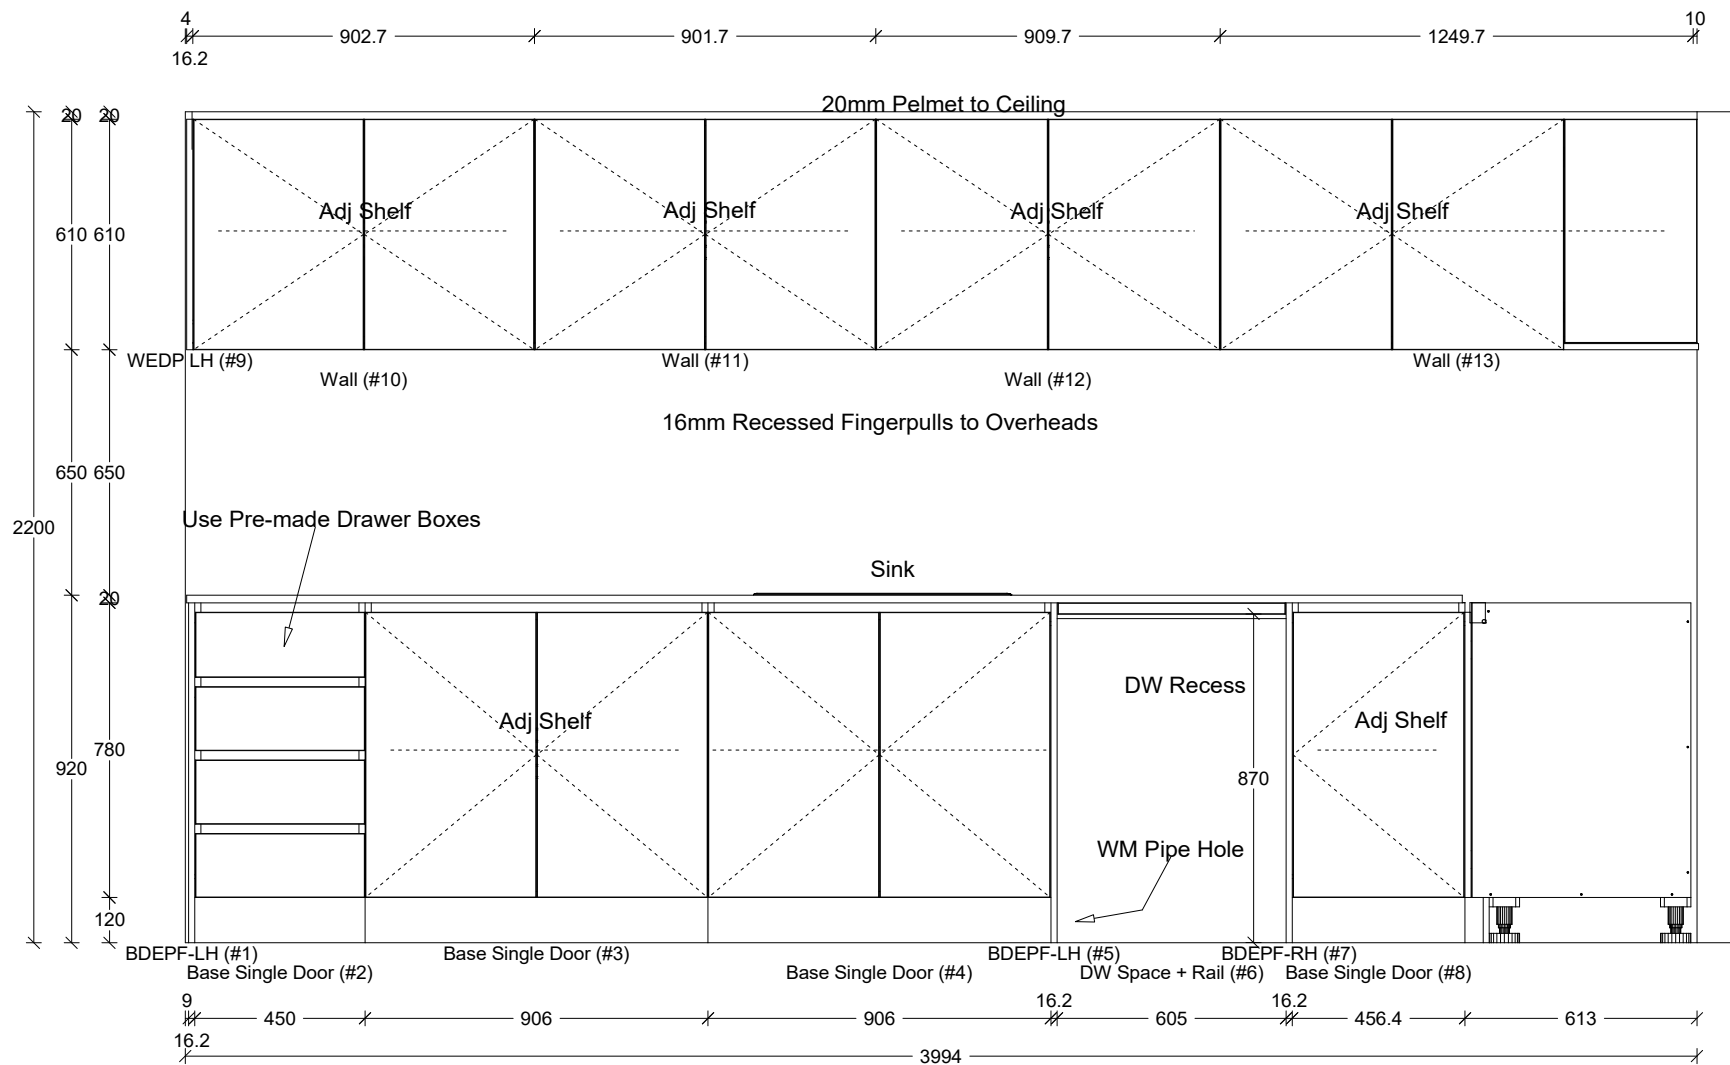 4 10
902.7 901.7 909.7 1249.7
16.2
20mm Pelmet to Ceiling
20 20
Adj Shelf Adj Shelf Adj Shelf Adj Shelf
610 610
WEDP LH (#9) Wall (#11) Wall (#13)
Wall (#10) Wall (#12)
16mm Recessed Fingerpulls to Overheads
650 650
Use Pre-made Drawer Boxes
2200
Sink
20
DW Recess
Adj Shelf Adj Shelf
780
920 870
WM Pipe Hole
120
BDEPF-LH (#1) Base Single Door (#3) BDEPF-LH (#5) BDEPF-RH (#7)
Base Single Door (#2) Base Single Door (#4) DW Space + Rail (#6) Base Single Door (#8)
9 16.2 16.2
450 906 906 605 456.4 613
16.2
3994